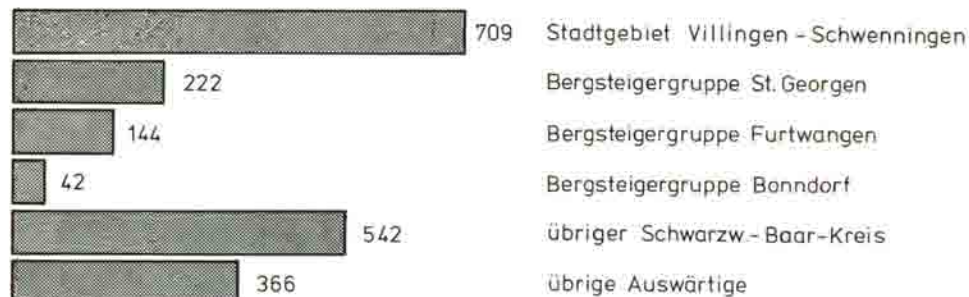 709 Stadtgebiet Villingen-Schwenningen
222 Bergsteigergruppe St. Georgen
144 Bergsteigergruppe Furtwangen
42 Bergsteigergruppe Bonndorf
542 übriger Schwarzw.-Baar-Kreis
366 übrige Auswärtige